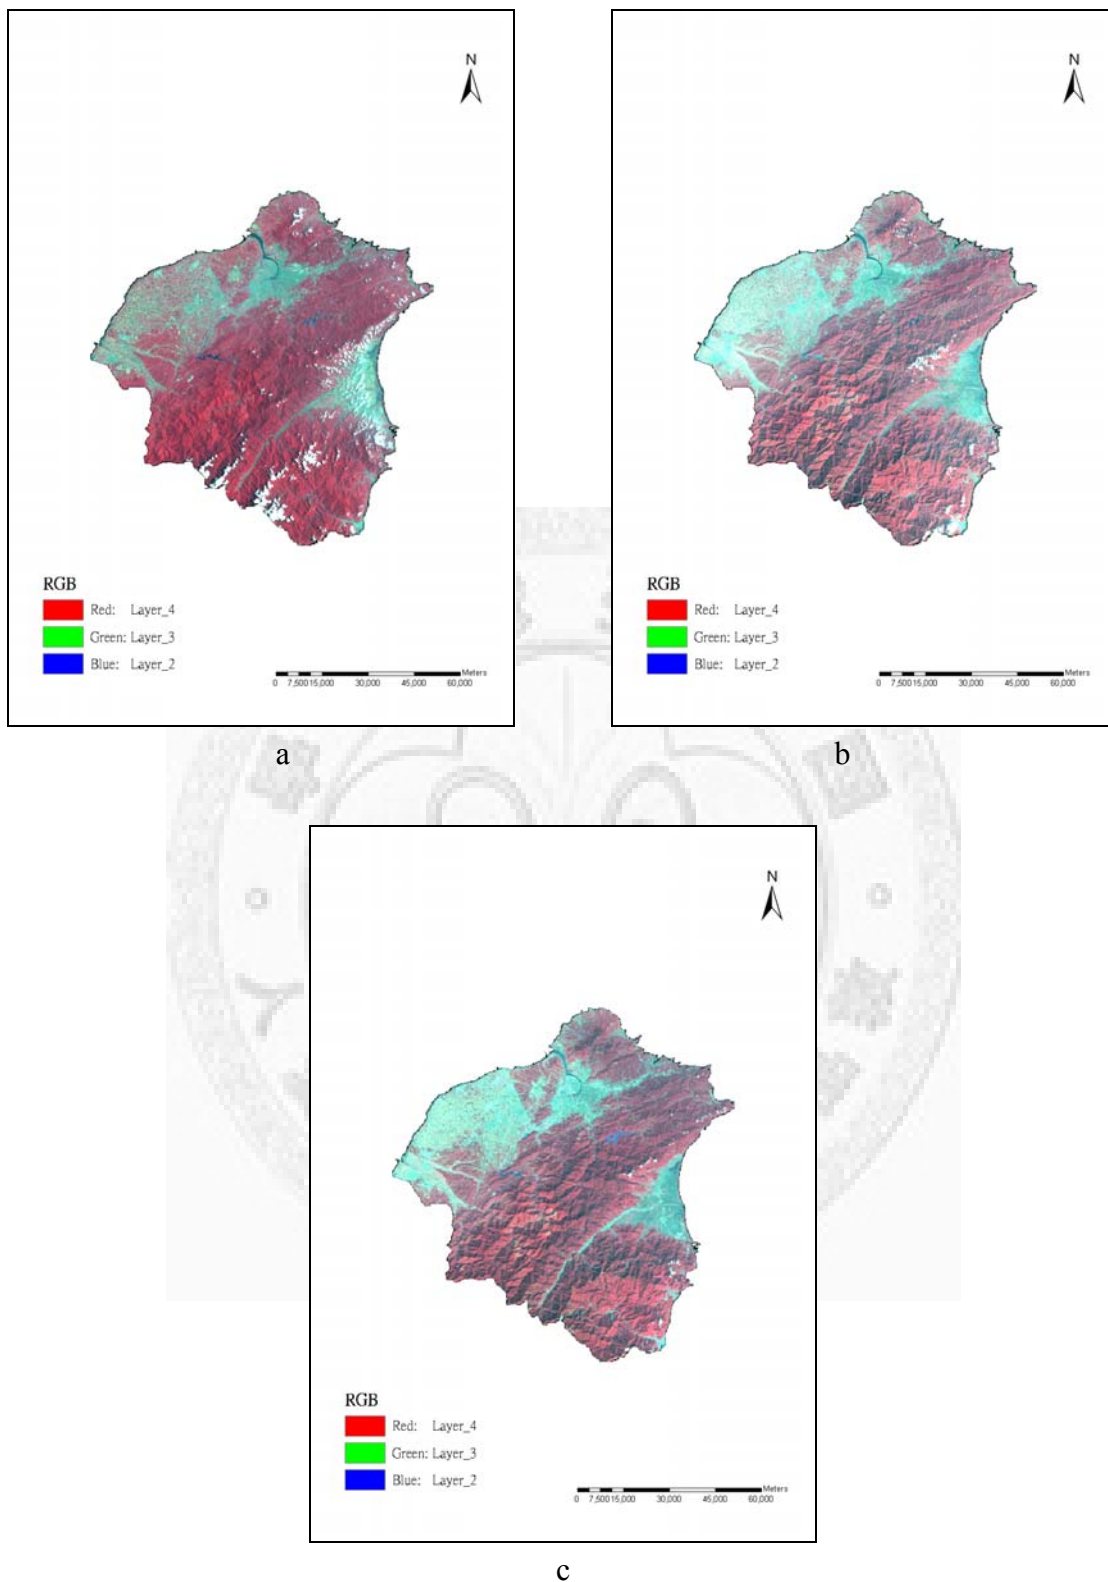 N
RGB
Red: Layer_4
Green: Layer_3
Blue: Layer_2
Meters
0 7,500 15,000 30,000 45,000 60,000
a
N
RGB
Red: Layer_4
Green: Layer_3
Blue: Layer_2
Meters
0 7,500 15,000 30,000 45,000 60,000
b
N
RGB
Red: Layer_4
Green: Layer_3
Blue: Layer_2
Meters
0 7,500 15,000 30,000 45,000 60,000
c